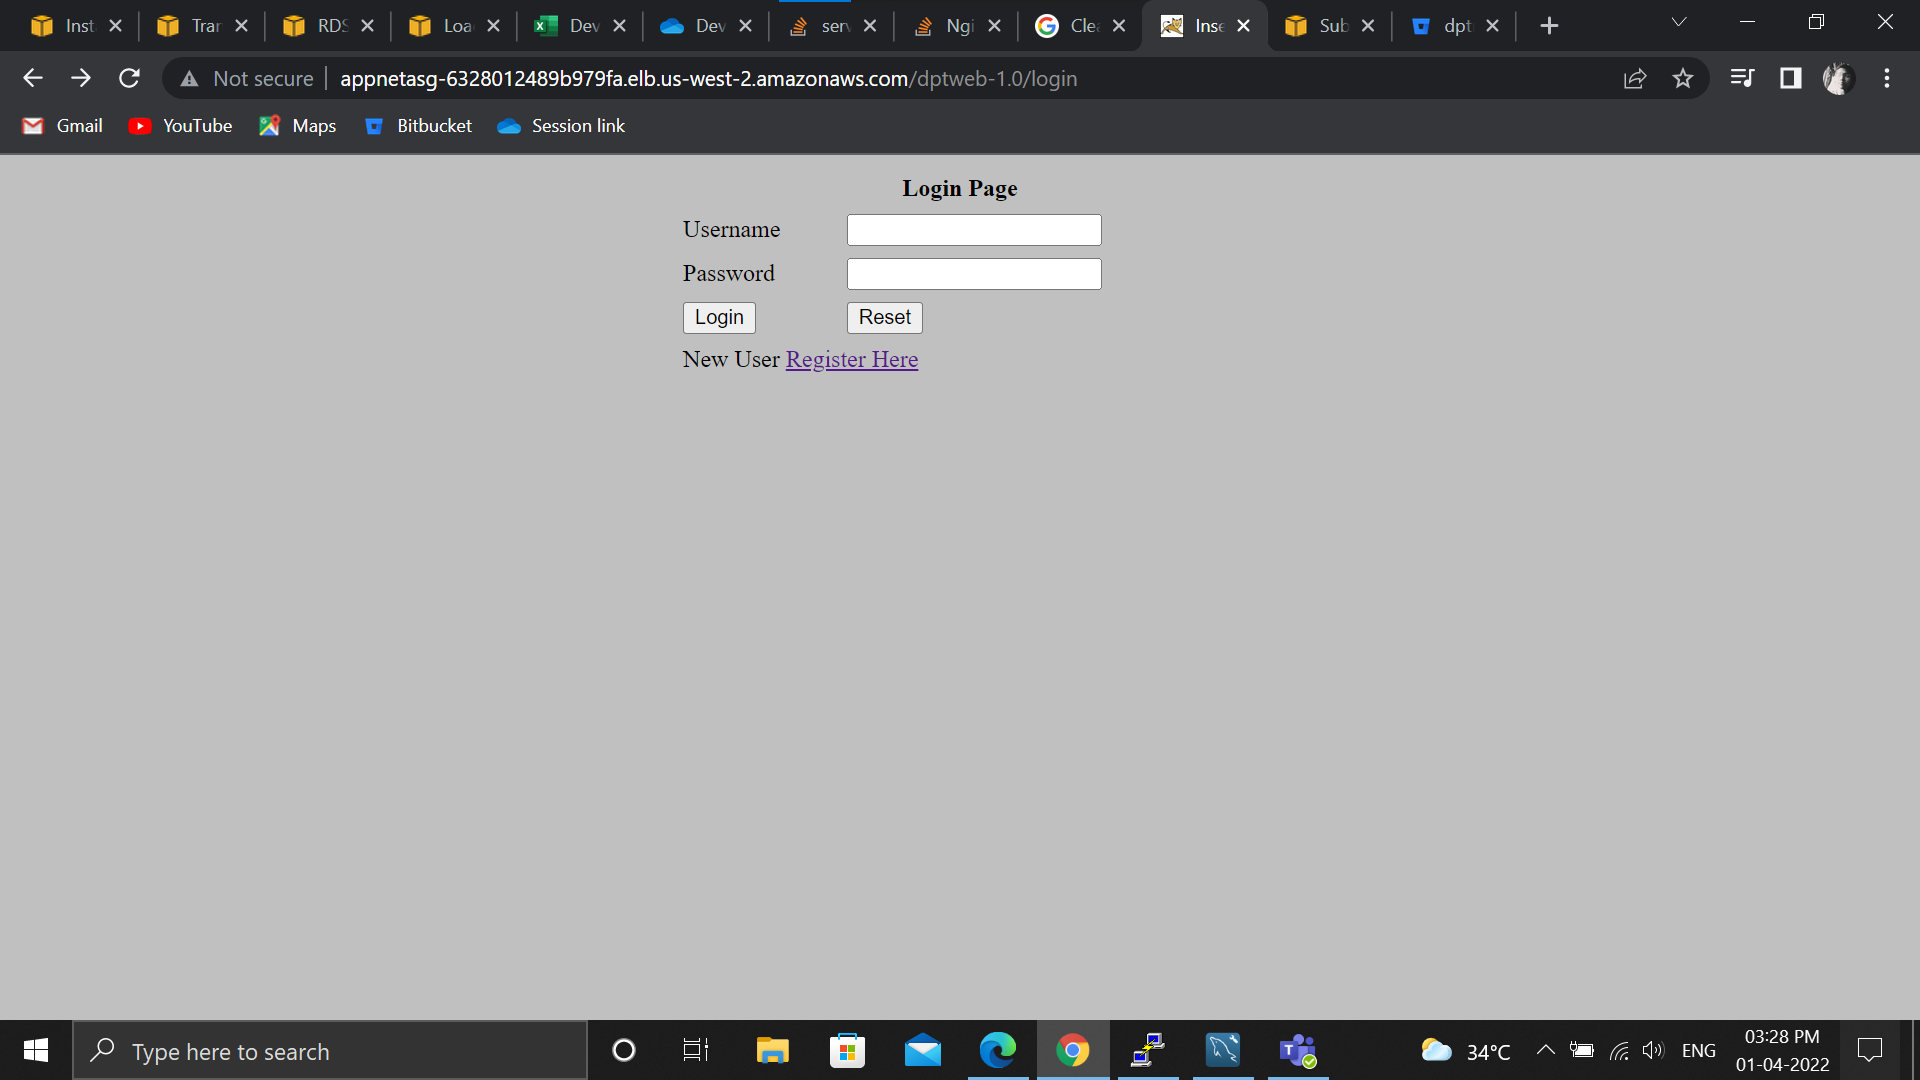 Inst
Trar
RDS
Loa
Dev
Dev
serv
Ngi
Clea
Inse
Sub
dpt
Not secure
appnetasg-6328012489b979fa.elb.us-west-2.amazonaws.com/dptweb-1.0/login
Gmail
YouTube
Maps
Bitbucket
Session link
Login Page
Username
Password
Login
Reset
New User Register Here
Type here to search
34°C
ENG
03:28 PM
01-04-2022